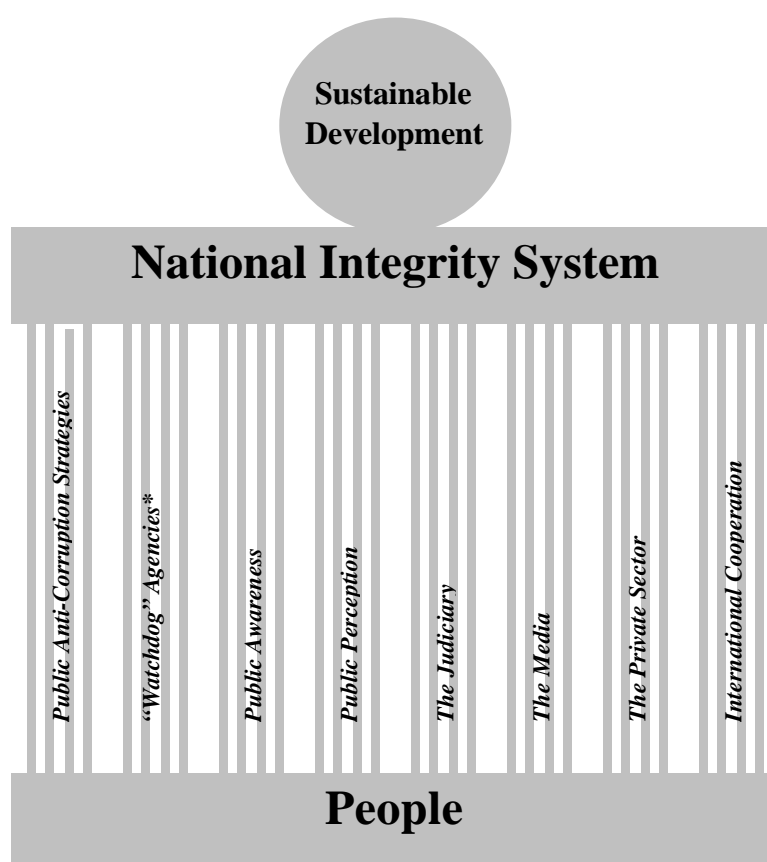 Sustainable
Development
National Integrity System
Public Anti-Corruption Strategies
“Watchdog” Agencies*
Public Awareness
Public Perception
The Judiciary
The Media
The Private Sector
International Cooperation
People